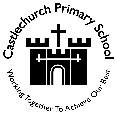 Castlechurch Primary School
Working Together To Achieve Our Best